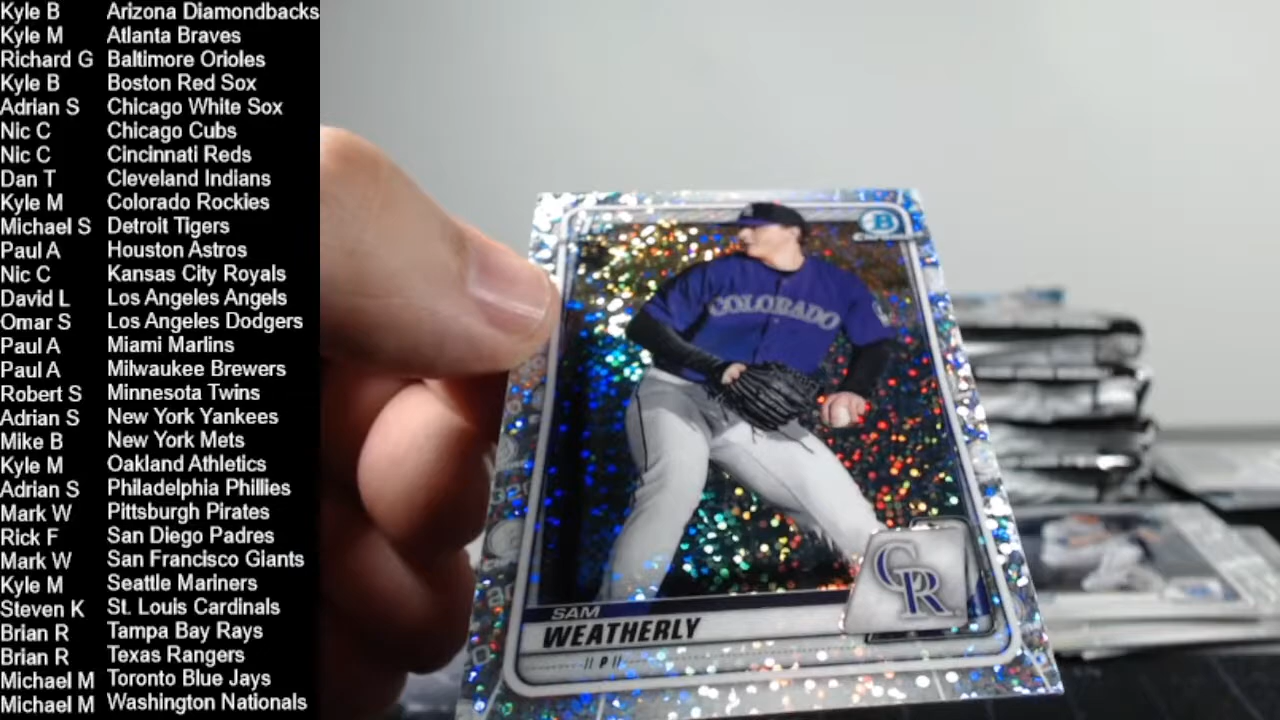 Kyle B Arizona Diamondbacks
Kyle M Atlanta Braves
Richard G Baltimore Orioles
Kyle B Boston Red Sox
Adrian S Chicago White Sox
Nic C Chicago Cubs
Nic C Cincinnati Reds
Dan T Cleveland Indians
Kyle M Colorado Rockies
Michael S Detroit Tigers
Paul A Houston Astros
Nic C Kansas City Royals
David L Los Angeles Angels
Omar S Los Angeles Dodgers
Paul A Miami Marlins
Paul A Milwaukee Brewers
Robert S Minnesota Twins
Adrian S New York Yankees
Mike B New York Mets
Kyle M Oakland Athletics
Adrian S Philadelphia Phillies
Mark W Pittsburgh Pirates
Rick F San Diego Padres
Mark W San Francisco Giants
Kyle M Seattle Mariners
Steven K St. Louis Cardinals
Brian R Tampa Bay Rays
Brian R Texas Rangers
Michael M Toronto Blue Jays
Michael M Washington Nationals
B
COLORADO
CR
SAM
WEATHERLY
P